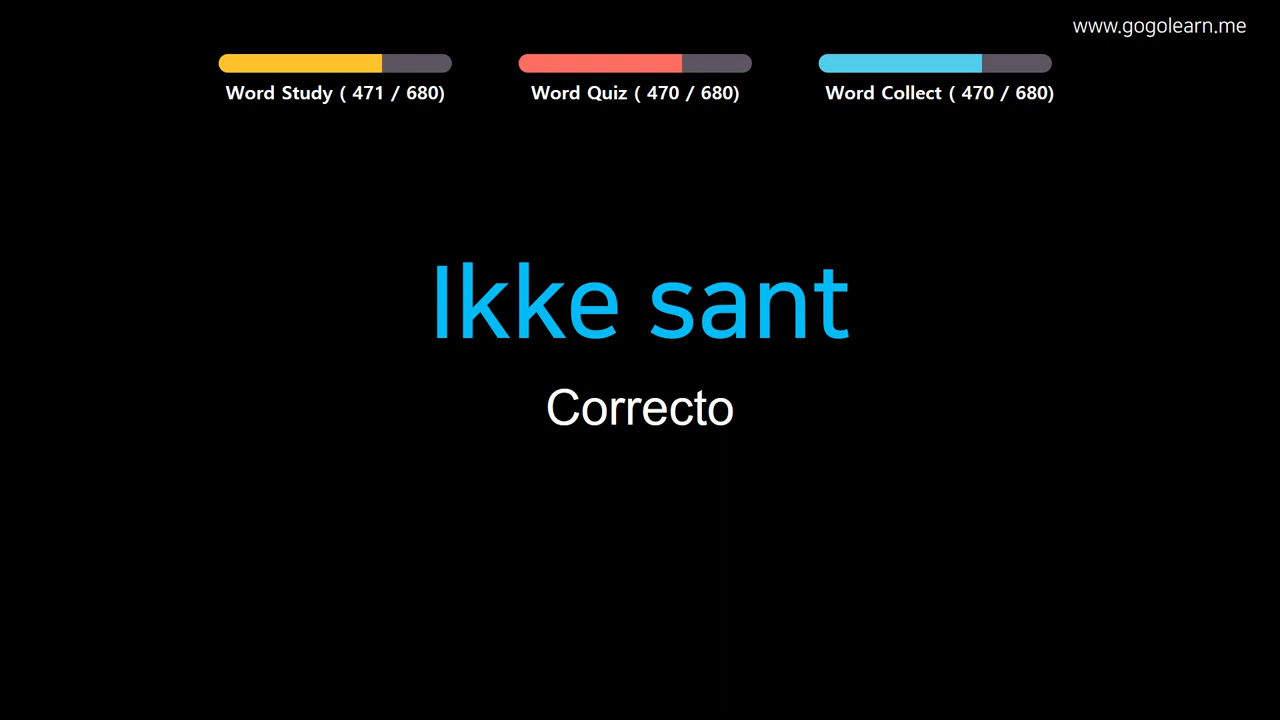 www.gogolearn.me
Word Study ( 471 / 680)
Word Quiz ( 470 / 680)
Word Collect ( 470 / 680)
Ikke sant
Correcto